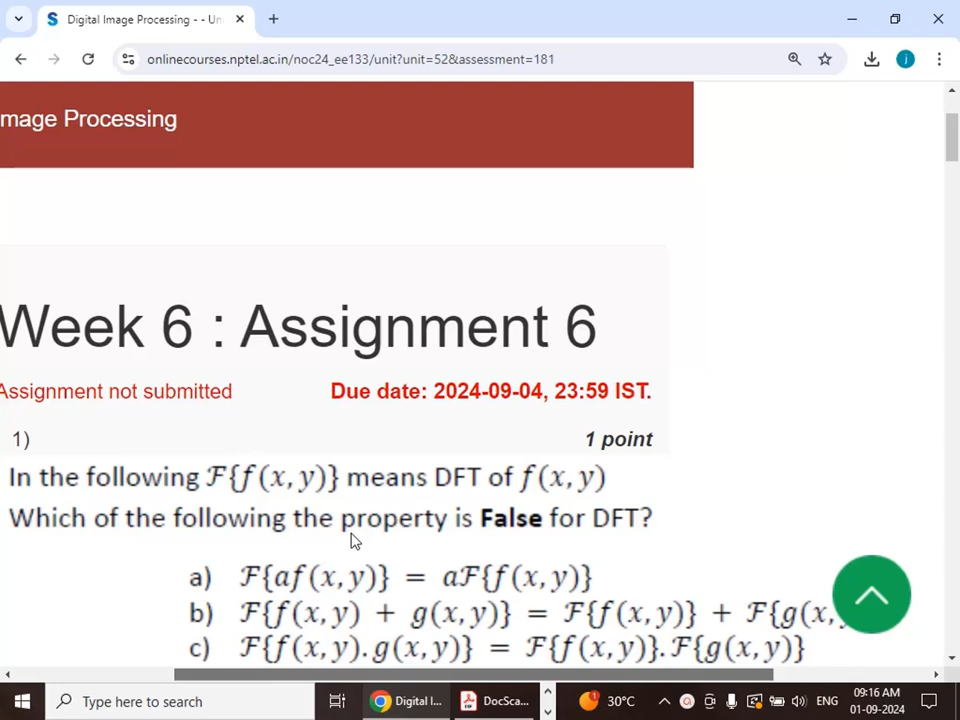 Digital Image Processing - - Un
onlinecourses.nptel.ac.in/noc24_ee133/unit?unit=52&assessment=181
mage Processing
Week 6 : Assignment 6
Assignment not submitted Due date: 2024-09-04, 23:59 IST.
1) 1 point
In the following ℱ{f(x,y)} means DFT of f(x,y)
Which of the following the property is False for DFT?
a) ℱ{af(x,y)} = aℱ{f(x,y)}
b) ℱ{f(x,y) + g(x,y)} = ℱ{f(x,y)} + ℱ{g(x,
c) ℱ{f(x,y).g(x,y)} = ℱ{f(x,y)}.ℱ{g(x,y)}
Type here to search Digital I... DocSca... 30°C ENG 09:16 AM
01-09-2024